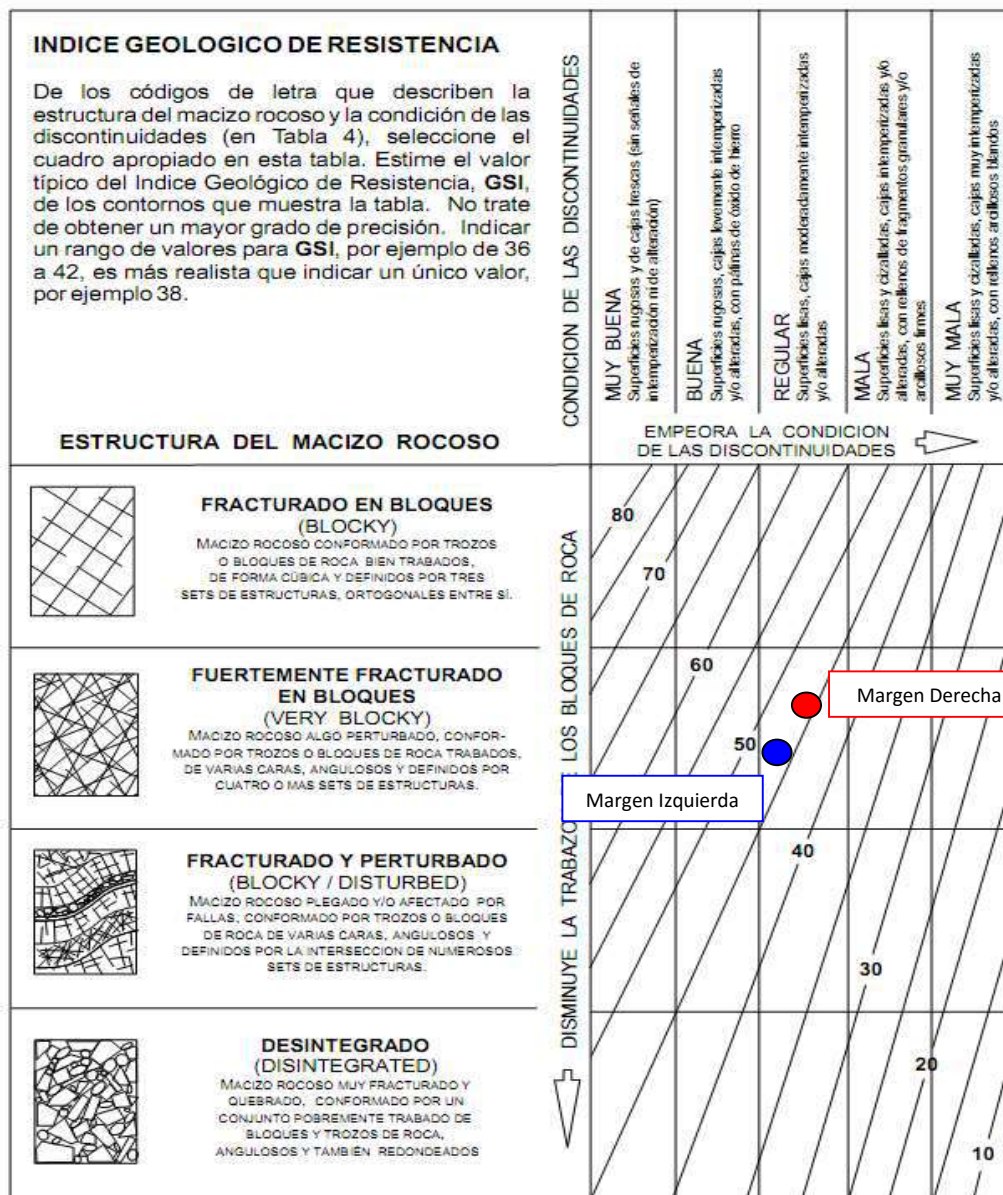 INDICE GEOLOGICO DE RESISTENCIA
De los códigos de letra que describen la
estructura del macizo rocoso y la condición de las
discontinuidades (en Tabla 4), seleccione el
cuadro apropiado en esta tabla. Estime el valor
típico del Indice Geológico de Resistencia, GSI,
de los contornos que muestra la tabla. No trate
de obtener un mayor grado de precisión. Indicar
un rango de valores para GSI, por ejemplo de 36
a 42, es más realista que indicar un único valor,
por ejemplo 38.
ESTRUCTURA DEL MACIZO ROCOSO
CONDICION DE LAS DISCONTINUIDADES
MUY BUENA
Superficies rugosas y de cajas frescas (sin señales de
intemperización ni de alteración)
BUENA
Superficies rugosas, cajas levemente intemperizadas
y/o alteradas, con pátinas de óxido de hierro
REGULAR
Superficies lisas, cajas moderadamente intemperizadas
y/o alteradas
MALA
Superficies lisas y cizalladas, cajas intemperizadas y/o
alteradas, con rellenos de fragmentos granulares y/o
arcillosos firmes
MUY MALA
Superficies lisas y cizalladas, cajas muy intemperizadas
y/o alteradas, con rellenos arcillosos blandos
EMPEORA LA CONDICION
DE LAS DISCONTINUIDADES
FRACTURADO EN BLOQUES
(BLOCKY)
MACIZO ROCOSO CONFORMADO POR TROZOS
O BLOQUES DE ROCA BIEN TRABADOS,
DE FORMA CÚBICA Y DEFINIDOS POR TRES
SETS DE ESTRUCTURAS, ORTOGONALES ENTRE SÍ.
FUERTEMENTE FRACTURADO
EN BLOQUES
(VERY BLOCKY)
MACIZO ROCOSO ALGO PERTURBADO, CONFOR-
MADO POR TROZOS O BLOQUES DE ROCA TRABADOS,
DE VARIAS CARAS, ANGULOSOS Y DEFINIDOS POR
CUATRO O MAS SETS DE ESTRUCTURAS.
FRACTURADO Y PERTURBADO
(BLOCKY / DISTURBED)
MACIZO ROCOSO PLEGADO Y/O AFECTADO POR
FALLAS, CONFORMADO POR TROZOS O BLOQUES
DE ROCA DE VARIAS CARAS, ANGULOSOS Y
DEFINIDOS POR LA INTERSECCION DE NUMEROSOS
SETS DE ESTRUCTURAS.
DESINTEGRADO
(DISINTEGRATED)
MACIZO ROCOSO MUY FRACTURADO Y
QUEBRADO, CONFORMADO POR UN
CONJUNTO POBREMENTE TRABADO DE
BLOQUES Y TROZOS DE ROCA,
ANGULOSOS Y TAMBIÉN REDONDEADOS
DISMINUYE LA TRABAZO LOS BLOQUES DE ROCA
80
70
60
Margen Derecha
50
Margen Izquierda
40
30
20
10